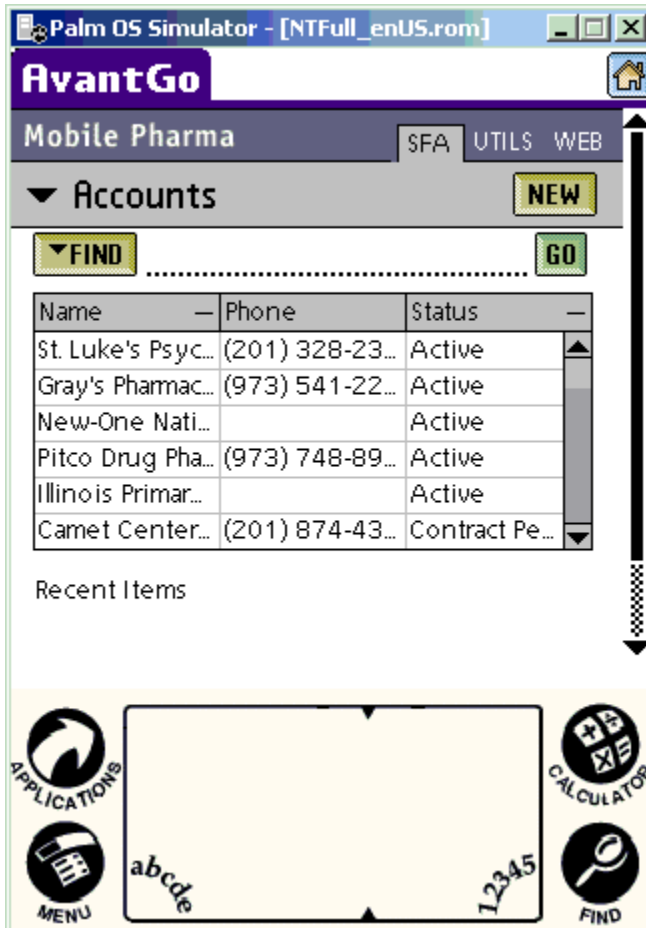 Palm OS Simulator - [NTFull_enUS.rom]
AvantGo
Mobile Pharma SFA UTILS WEB
Accounts NEW
FIND GO
Name Phone Status
St. Luke's Psyc... (201) 328-23... Active
Gray's Pharmac... (973) 541-22... Active
New-One Nati... Active
Pitco Drug Pha... (973) 748-89... Active
Illinois Primar... Active
Camet Center... (201) 874-43... Contract Pe...
Recent Items
APPLICATIONS CALCULATOR
abcde 12345
MENU FIND